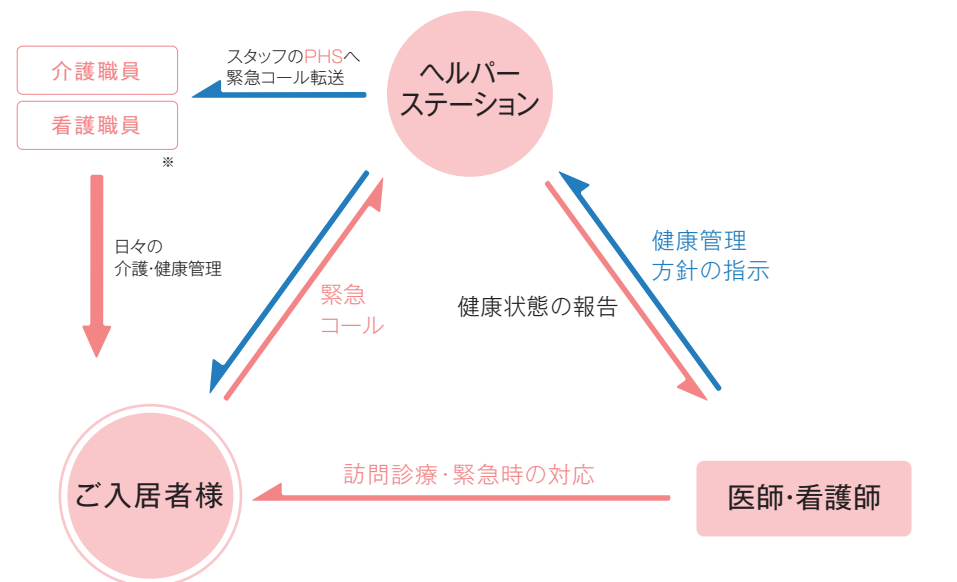 介護職員
看護職員
※
スタッフのPHSへ
緊急コール転送
ヘルパー
ステーション
日々の
介護・健康管理
緊急
コール
健康状態の報告
健康管理
方針の指示
ご入居者様
訪問診療・緊急時の対応
医師・看護師